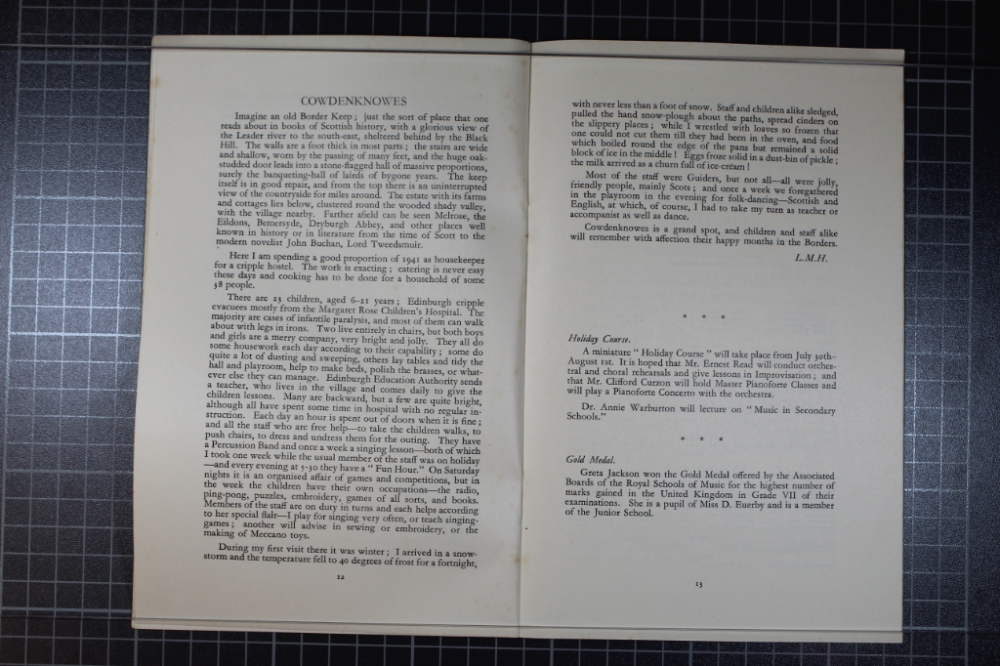 COWDENKNOWES
Imagine an old Border Keep; just the sort of place that one
reads about in books of Scottish history, with a glorious view of
the Leader river to the south-east, sheltered behind by the Black
Hill. The walls are a foot thick in most parts; the stairs are wide
and shallow, worn by the passing of many feet, and the huge oak-
studded door leads into a stone-flagged hall of massive proportions,
surely the banqueting-hall of lairds of bygone years. The keep
itself is in good repair, and from the top there is an uninterrupted
view of the countryside for miles around. The estate with its farms
and cottages lies below, clustered round the wooded shady valley,
with the village nearby. Farther afield can be seen Melrose, the
Eildons, Bemersyde, Dryburgh Abbey, and other places well
known in history or in literature from the time of Scott to the
modern novelist John Buchan, Lord Tweedsmuir.
Here I am spending a good proportion of 1941 as housekeeper
for a cripple hostel. The work is exacting; catering is never easy
these days and cooking has to be done for a household of some
38 people.
There are 25 children, aged 6-21 years; Edinburgh cripple
evacuees mostly from the Margaret Rose Children's Hospital. The
majority are cases of infantile paralysis, and most of them can walk
about with legs in irons. Two live entirely in chairs, but both boys
and girls are a merry company, very bright and jolly. They all do
some housework each day according to their capability; some do
quite a lot of dusting and sweeping, others lay tables and tidy the
hall and playroom, help to make beds, polish the brasses, or what-
ever else they can manage. Edinburgh Education Authority sends
a teacher, who lives in the village and comes daily to give the
children lessons. Many are backward, but a few are quite bright,
although all have spent some time in hospital with no regular in-
struction. Each day an hour is spent out of doors when it is fine;
and all the staff who are free help—to take the children walks, to
push chairs, to dress and undress them for the outing. They have
a Percussion Band and once a week a singing lesson—both of which
I took one week while the usual member of the staff was on holiday
—and every evening at 5-30 they have a "Fun Hour." On Saturday
nights it is an organised affair of games and competitions, but in
the week the children have their own occupations—the radio,
ping-pong, puzzles, embroidery, games of all sorts, and books.
Members of the staff are on duty in turns and each helps according
to her special flair—I play for singing very often, or teach singing-
games; another will advise in sewing or embroidery, or the
making of Meccano toys.
During my first visit there it was winter; I arrived in a snow-
storm and the temperature fell to 40 degrees of frost for a fortnight,
12
with never less than a foot of snow. Staff and children alike sledged,
pulled the hand snow-plough about the paths, spread cinders on
the slippery places; while I wrestled with loaves so frozen that
one could not cut them till they had been in the oven, and food
which boiled round the edge of the pans but remained a solid
block of ice in the middle! Eggs froze solid in a dust-bin of pickle;
the milk arrived as a churn full of ice-cream!
Most of the staff were Guiders, but not all—all were jolly,
friendly people, mainly Scots; and once a week we foregathered
in the playroom in the evening for folk-dancing—Scottish and
English, at which, of course, I had to take my turn as teacher or
accompanist as well as dance.
Cowdenknowes is a grand spot, and children and staff alike
will remember with affection their happy months in the Borders.
L.M.H.
* * *
Holiday Course.
A miniature "Holiday Course" will take place from July 30th-
August 1st. It is hoped that Mr. Ernest Read will conduct orches-
tral and choral rehearsals and give lessons in Improvisation; and
that Mr. Clifford Curzon will hold Master Pianoforte Classes and
will play a Pianoforte Concerto with the orchestra.
Dr. Annie Warburton will lecture on "Music in Secondary
Schools."
* * *
Gold Medal.
Greta Jackson won the Gold Medal offered by the Associated
Boards of the Royal Schools of Music for the highest number of
marks gained in the United Kingdom in Grade VII of their
examinations. She is a pupil of Miss D. Euerby and is a member
of the Junior School.
13